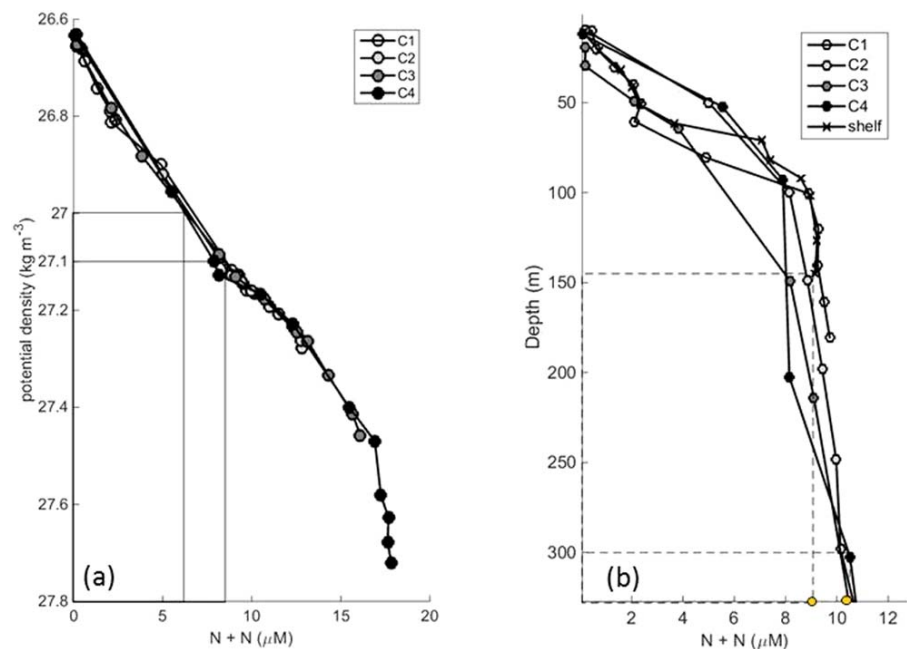 26.6
26.8
27
27.1
27.2
27.4
27.6
27.8
potential density (kg m⁻³)
0
5
10
15
20
N + N (μM)
C1
C2
C3
C4
(a)
0
50
100
150
200
250
300
Depth (m)
2
4
6
8
10
12
N + N (μM)
C1
C2
C3
C4
shelf
(b)